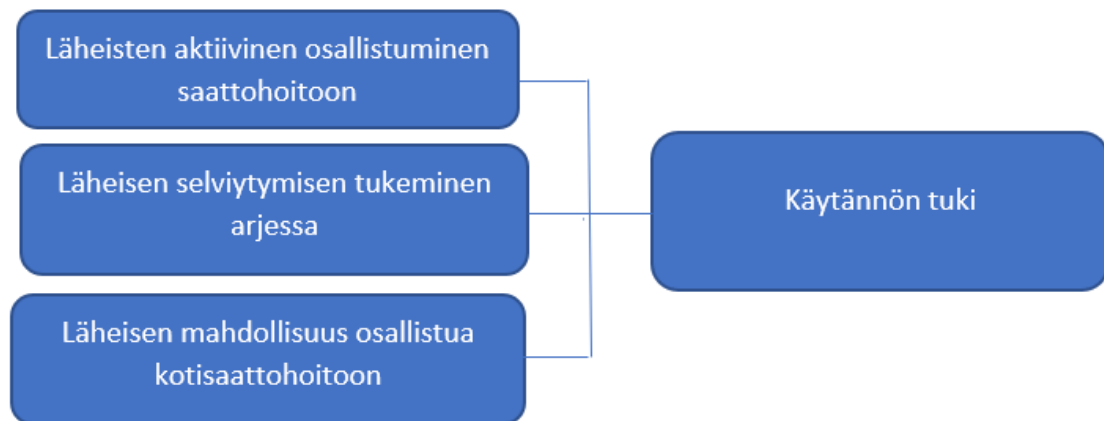 Läheisten aktiivinen osallistuminen
saattohoitoon
Läheisen selviytymisen tukeminen
arjessa
Läheisen mahdollisuus osallistua
kotisaattohoitoon
Käytännön tuki